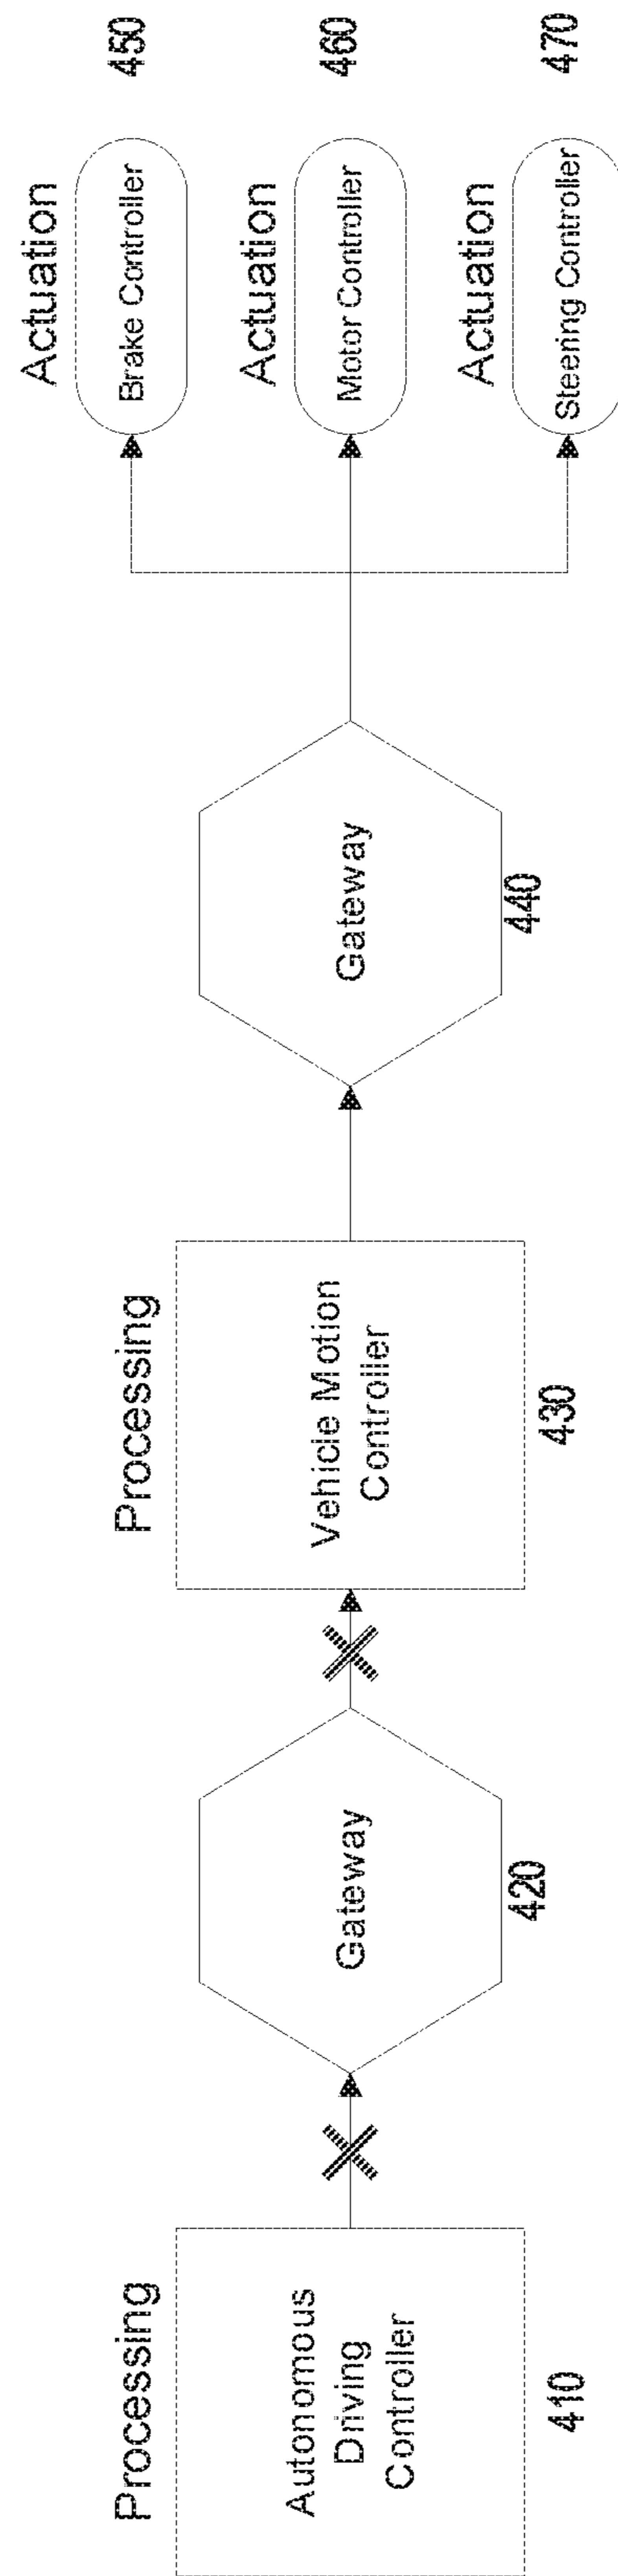 Processing
Autonomous
Driving
Controller
410
Gateway
420
Processing
Vehicle Motion
Controller
430
Gateway
440
Actuation
Brake Controller
450
Actuation
Motor Controller
460
Actuation
Steering Controller
470